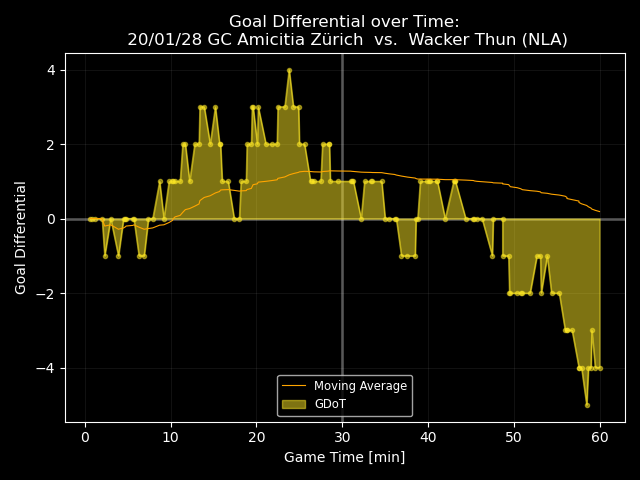 Goal Differential over Time:
20/01/28 GC Amicitia Zürich  vs.  Wacker Thun (NLA)
4
2
0
−2
−4
Goal Differential
Moving Average
GDoT
0 10 20 30 40 50 60
Game Time [min]